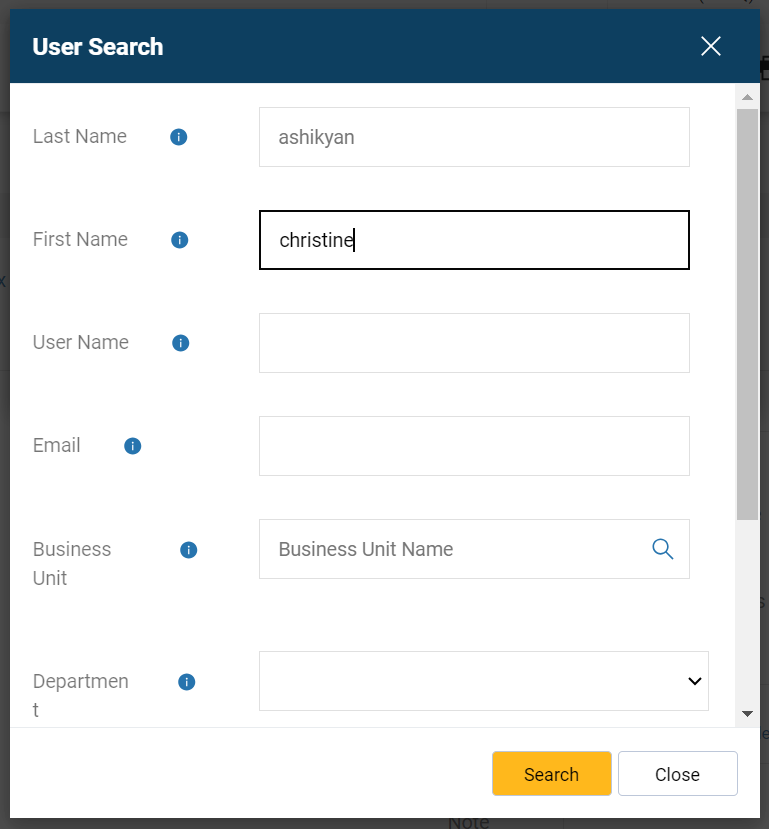 User Search
Last Name
ashikyan
First Name
christine
User Name
Email
Business
Unit
Business Unit Name
Departmen
t
Search
Close
Note